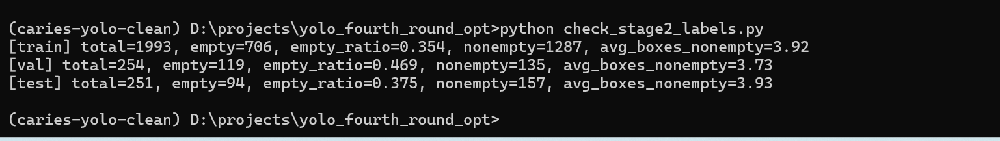 (caries-yolo-clean) D:\projects\yolo_fourth_round_opt>python check_stage2_labels.py
[train] total=1993, empty=706, empty_ratio=0.354, nonempty=1287, avg_boxes_nonempty=3.92
[val] total=254, empty=119, empty_ratio=0.469, nonempty=135, avg_boxes_nonempty=3.73
[test] total=251, empty=94, empty_ratio=0.375, nonempty=157, avg_boxes_nonempty=3.93
(caries-yolo-clean) D:\projects\yolo_fourth_round_opt>